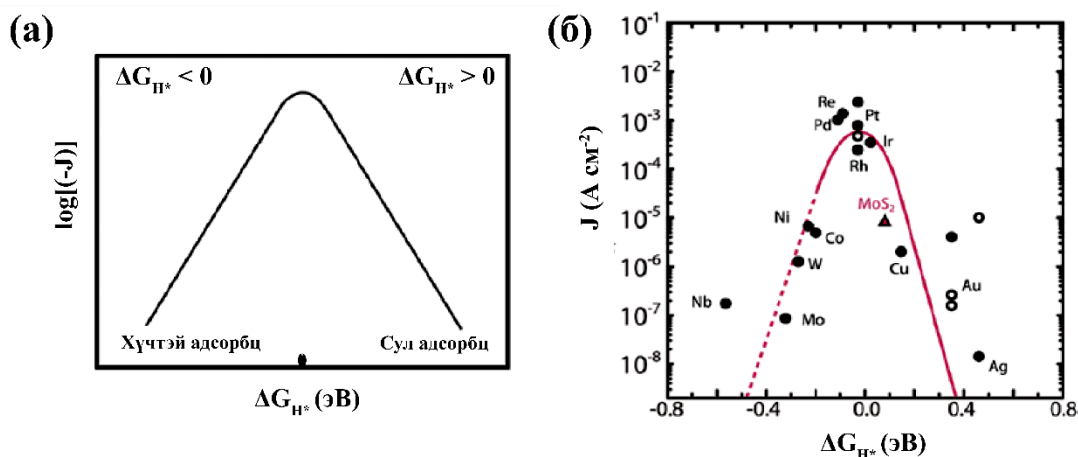 (a)
ΔG_H* < 0
ΔG_H* > 0
log[(-J)]
Хүчтэй адсорбц
Сул адсорбц
0
ΔG_H* (эВ)
(б)
J (А см⁻²)
10⁻¹
10⁻²
10⁻³
10⁻⁴
10⁻⁵
10⁻⁶
10⁻⁷
10⁻⁸
Re
Pt
Pd
Ir
Rh
MoS₂
Ni
Co
W
Cu
Nb
Mo
Au
Ag
-0.8
-0.4
0.0
0.4
0.8
ΔG_H* (эВ)